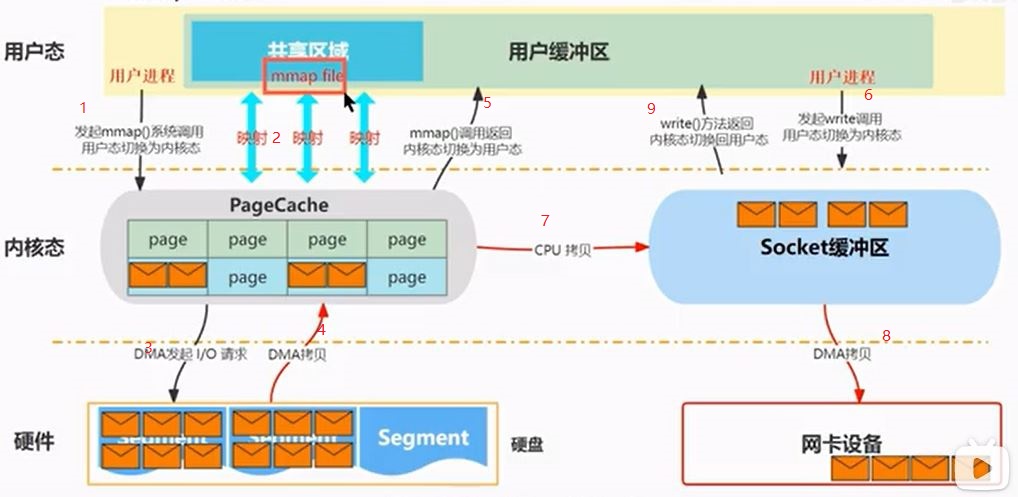 用户态
共享区域
用户缓冲区
用户进程
mmap file
用户进程
1
5
9
6
发起mmap()系统调用
用户态切换为内核态
映射
2
映射
映射
mmap()调用返回
内核态切换为用户态
write()方法返回
内核态切换回用户态
发起write调用
用户态切换为内核态
内核态
PageCache
page
page
page
page
page
page
7
CPU 拷贝
Socket缓冲区
3
DMA发起 I/O 请求
4
DMA拷贝
DMA拷贝
8
硬件
Segment
Segment
Segment
硬盘
网卡设备